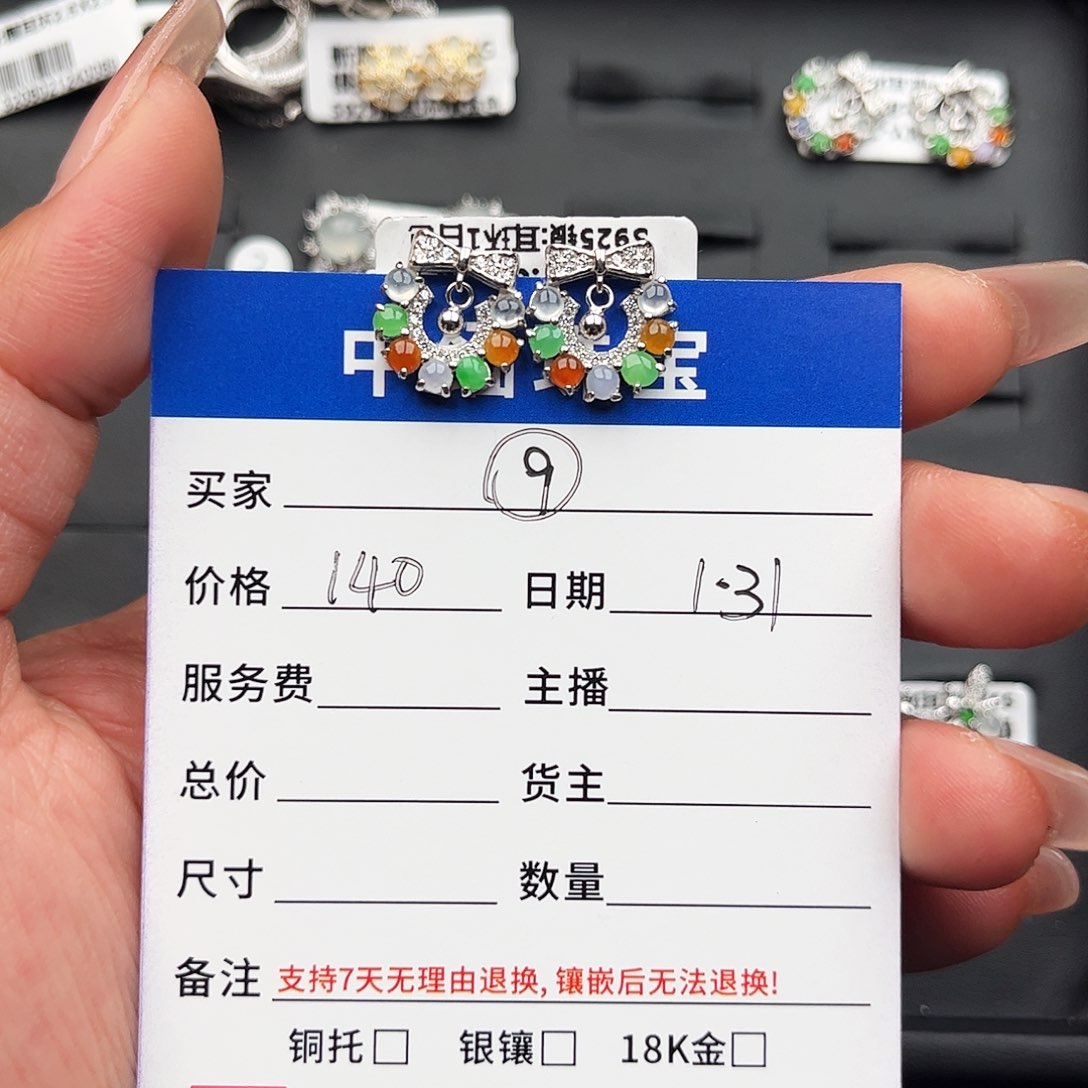 S925银:耳环1日
中
宝
买家 9
价格 140 日期 1·31
服务费 主播
总价 货主
尺寸 数量
备注 支持7天无理由退换, 镶嵌后无法退换!
铜托□ 银镶□ 18K金□